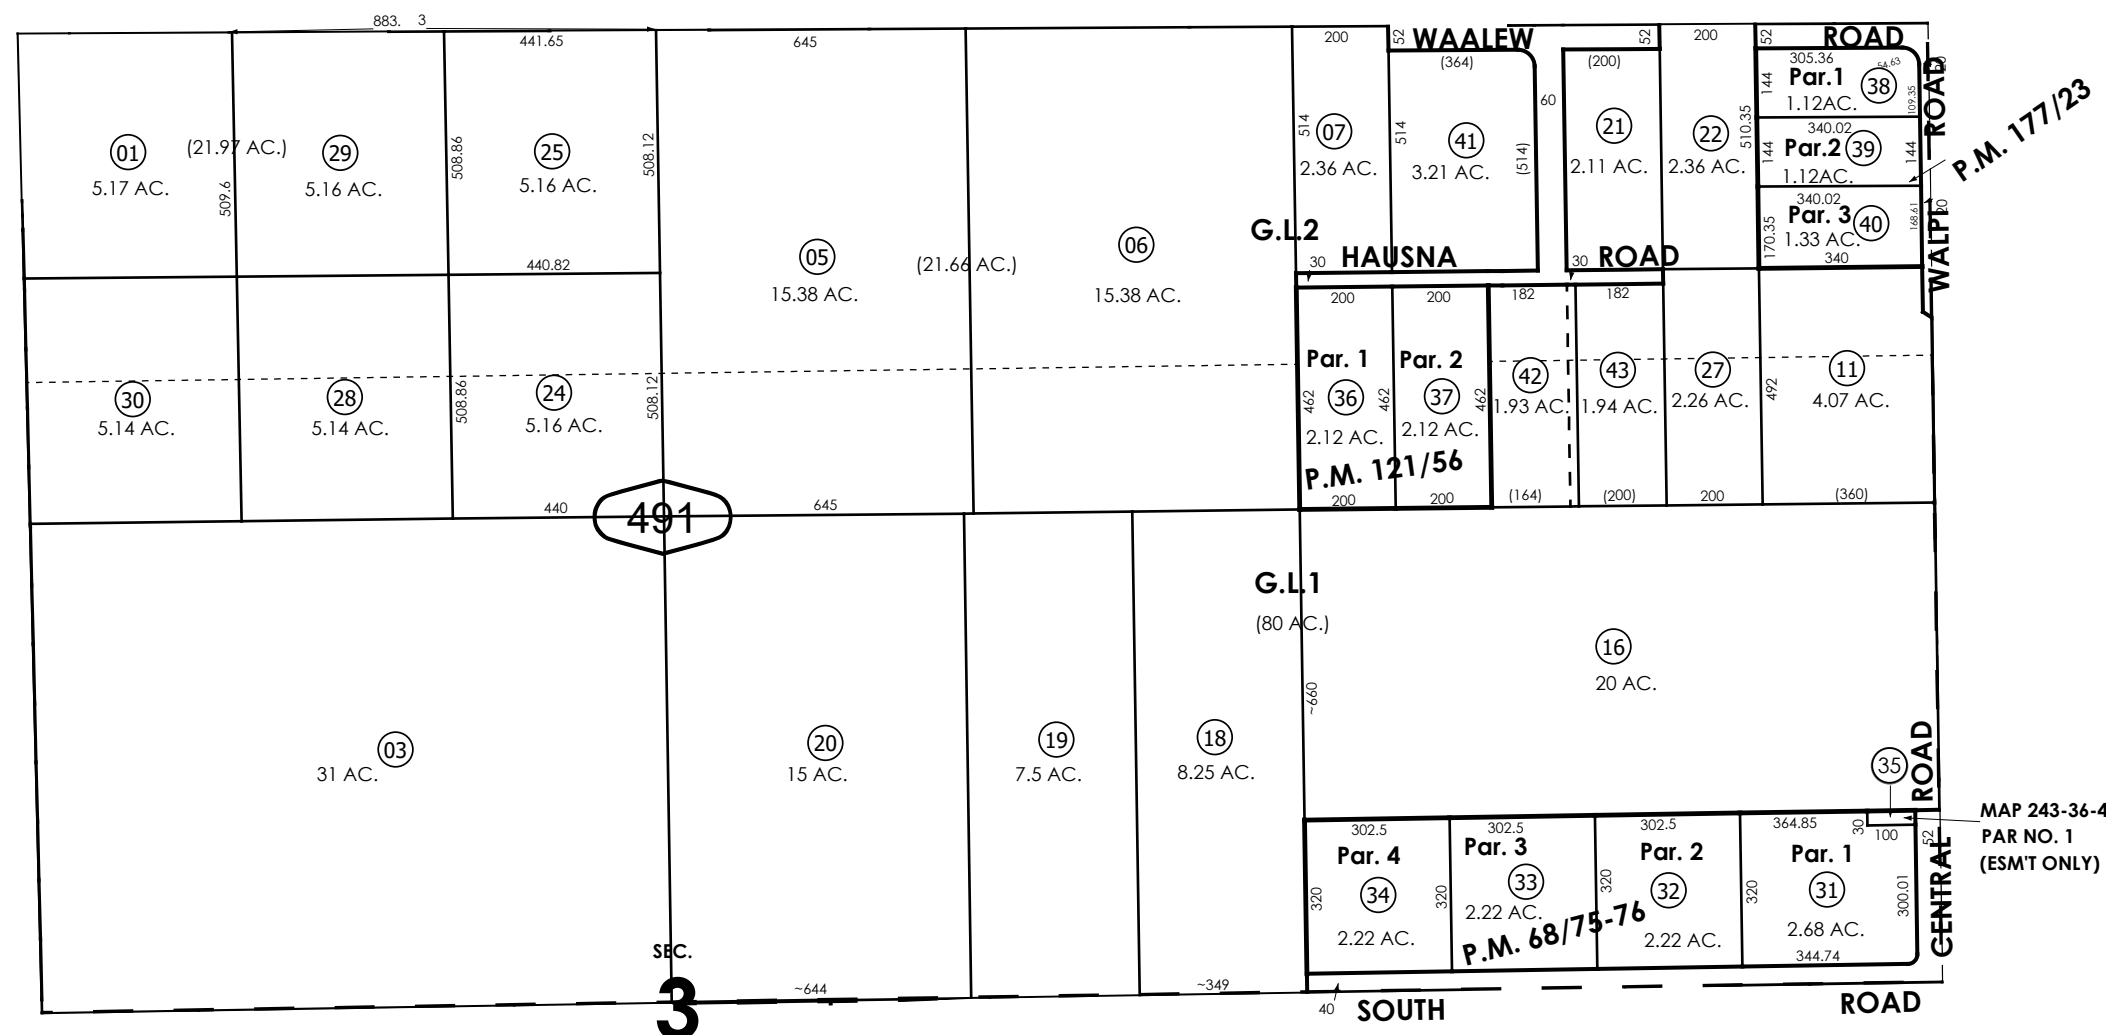 883. 3
441.65
645
200
52
WAALEW
52
200
52
ROAD
(364)
(200)
305.36
54.63
20
Par.1
38
144
1.12AC.
109.35
ROAD
60
P.M. 177/23
01
(21.97 AC.)
29
508.86
25
508.12
514
07
514
41
(514)
21
22
510.35
340.02
144
Par.2
39
144
5.17 AC.
5.16 AC.
5.16 AC.
2.36 AC.
3.21 AC.
2.11 AC.
2.36 AC.
1.12AC.
509.6
340.02
Par. 3
40
168.61
20
170.35
1.33 AC.
340
WALPI
G.L.2
05
(21.66 AC.)
06
440.82
30
HAUSNA
30
ROAD
15.38 AC.
15.38 AC.
200
200
182
182
Par. 1
Par. 2
30
28
508.86
24
508.12
462
36
462
37
462
42
43
27
492
11
5.14 AC.
5.14 AC.
5.16 AC.
1.93 AC.
1.94 AC.
2.26 AC.
4.07 AC.
2.12 AC.
2.12 AC.
P.M. 121/56
440
491
645
200
200
(164)
(200)
200
(360)
G.L.1
(80 AC.)
16
20 AC.
~660
03
31 AC.
20
15 AC.
19
7.5 AC.
18
8.25 AC.
35
ROAD
302.5
302.5
302.5
364.85
30
100
52
MAP 243-36-4
PAR NO. 1
(ESM'T ONLY)
Par. 4
Par. 3
Par. 2
Par. 1
320
34
320
33
320
32
320
31
300.01
CENTRAL
2.22 AC.
2.22 AC.
2.22 AC.
2.68 AC.
P.M. 68/75-76
344.74
SEC.
3
~644
~349
40
SOUTH
ROAD